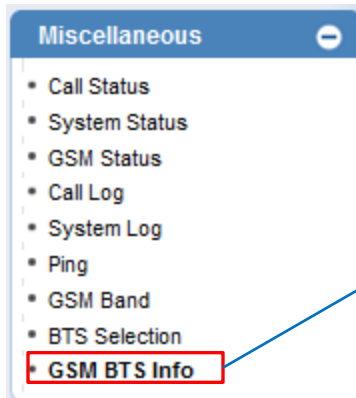 Miscellaneous
Call Status
System Status
GSM Status
Call Log
System Log
Ping
GSM Band
BTS Selection
GSM BTS Info